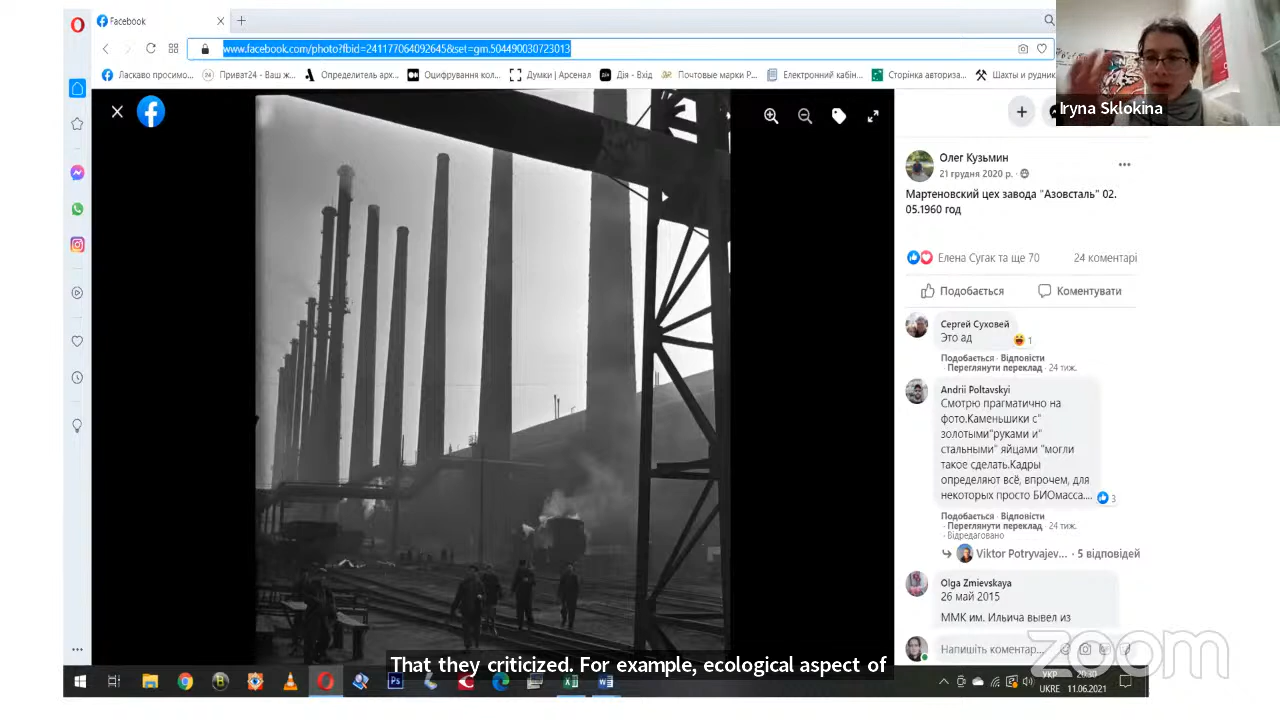 Facebook
www.facebook.com/photo?fbid=241177064092645&set=gm.504490030723013
Ласкаво просимо...
Приват24 - Ваш ж...
Определитель арх...
Оцифрування кол...
Думки | Арсенал
Дія - Вхід
Почтовые марки Р...
Електронний кабін...
Сторінка авториза...
Шахты и рудник
Iryna Sklokina
Олег Кузьмин
21 грудня 2020 р. ·
Мартеновский цех завода "Азовсталь" 02.
05.1960 год
Елена Сугак та ще 70
24 коментарі
Подобається
Коментувати
Сергей Суховей
Это ад
1
Подобається · Відповісти
· Переглянути переклад · 24 тиж.
Andrii Poltavskyi
Смотрю прагматично на
фото.Каменьшики с"
золотыми"руками и"
стальными" яйцами "могли
такое сделать.Кадры
определяют всё, впрочем, для
некоторых просто БИОмасса....
3
Подобається · Відповісти
· Переглянути переклад · 24 тиж.
· Відредаговано
Viktor Potryvajev... · 5 відповідей
Olga Zmievskaya
26 май 2015
ММК им. Ильича вывел из
Напишіть коментар...
zoom
That they criticized. For example, ecological aspect of
УКР
UKRE
20:30
11.06.2021